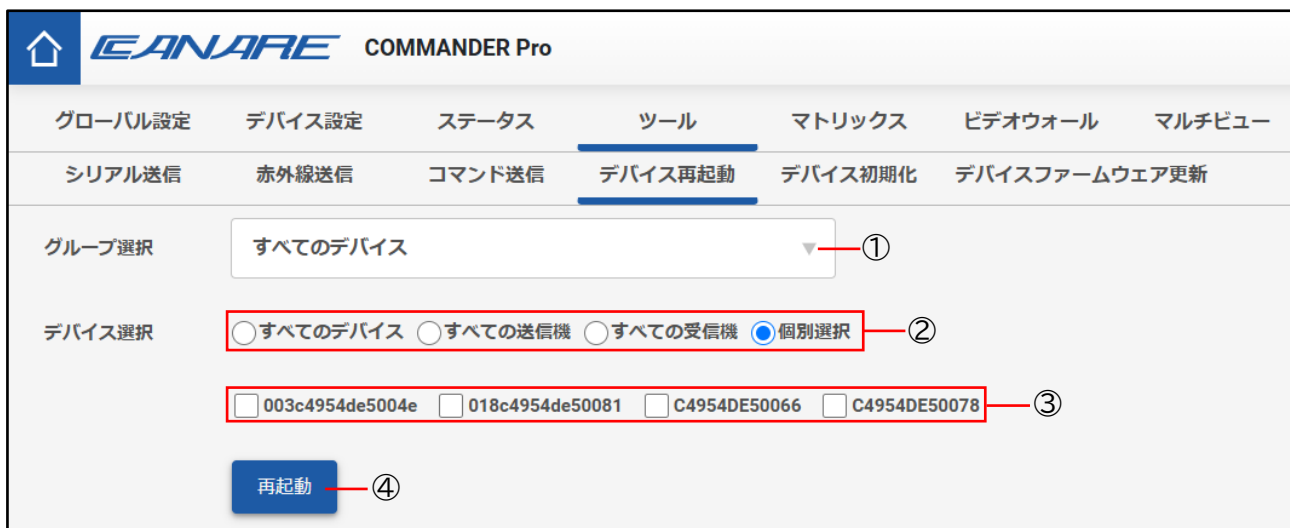 CANARE COMMANDER Pro
グローバル設定 デバイス設定 ステータス ツール マトリックス ビデオウォール マルチビュー
シリアル送信 赤外線送信 コマンド送信 デバイス再起動 デバイス初期化 デバイスファームウェア更新
グループ選択 すべてのデバイス ①
デバイス選択 すべてのデバイス すべての送信機 すべての受信機 個別選択 ②
003c4954de5004e 018c4954de50081 C4954DE50066 C4954DE50078 ③
再起動 ④